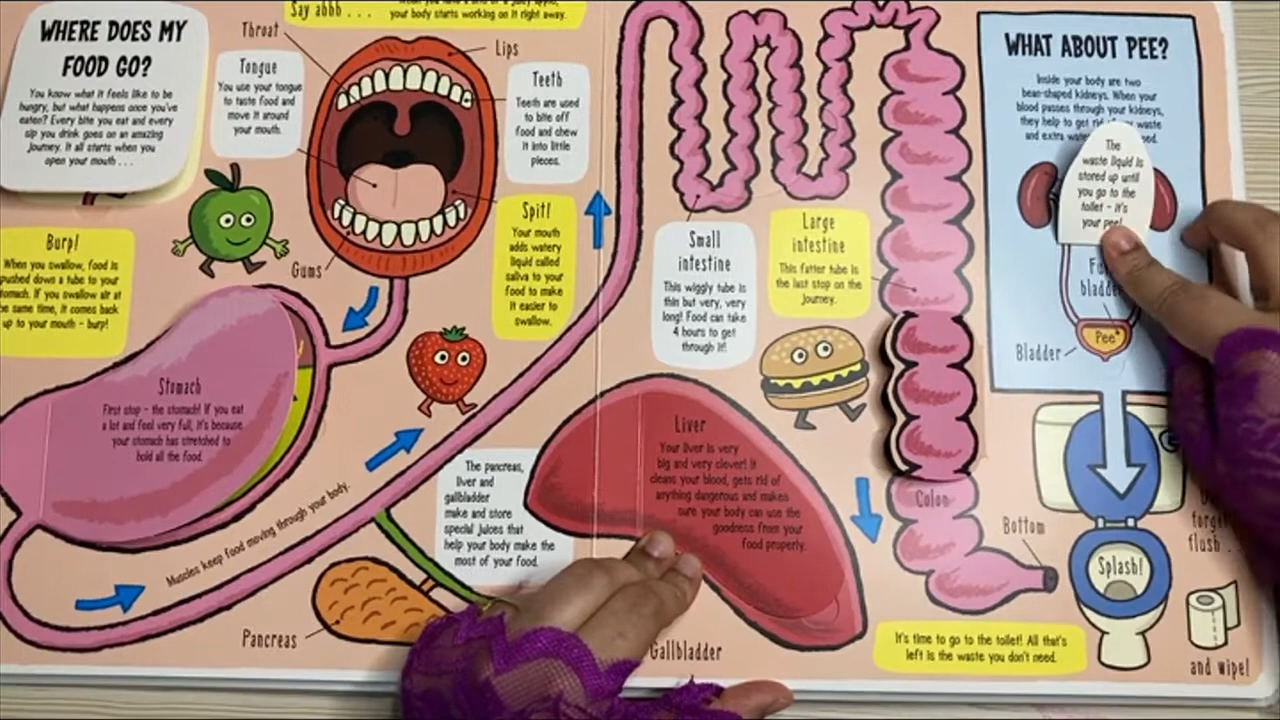 WHERE DOES MY
FOOD GO?
You know what it feels like to be
hungry, but what happens once you've
eaten? Every bite you eat and every
sip you drink goes on an amazing
journey. It all starts when you
open your mouth . . .
Say ahhh . . .
your body starts working on it right away.
Throat
Lips
Tongue
You use your tongue
to taste food and
move it around
your mouth.
Teeth
Teeth are used
to bite off
food and chew
it into little
pieces.
Spit!
Your mouth
adds watery
liquid called
saliva to your
food to make
it easier to
swallow.
Gums
Burp!
When you swallow, food is
pushed down a tube to your
stomach. If you swallow air at
the same time, it comes back
up to your mouth - burp!
Stomach
First stop - the stomach! If you eat
a lot and feel very full, it's because
your stomach has stretched to
hold all the food.
Muscles keep food moving through your body.
Pancreas
The pancreas,
liver and
gallbladder
make and store
special juices that
help your body make the
most of your food.
Liver
Your liver is very
big and very clever! It
cleans your blood, gets rid of
anything dangerous and makes
sure your body can use the
goodness from your
food properly.
Gallbladder
Small
intestine
This wiggly tube is
thin but very, very
long! Food can take
4 hours to get
through it!
Large
intestine
This fatter tube is
the last stop on the
journey.
Colon
Bottom
It's time to go to the toilet! All that's
left is the waste you don't need.
WHAT ABOUT PEE?
Inside your body are two
bean-shaped kidneys. When your
blood passes through your kidneys,
they help to get waste
and extra
The
waste liquid is
stored up until
you go to the
toilet - it's
your pee!
bladder
Pee
Bladder
Splash!
flush . .
and wipe!